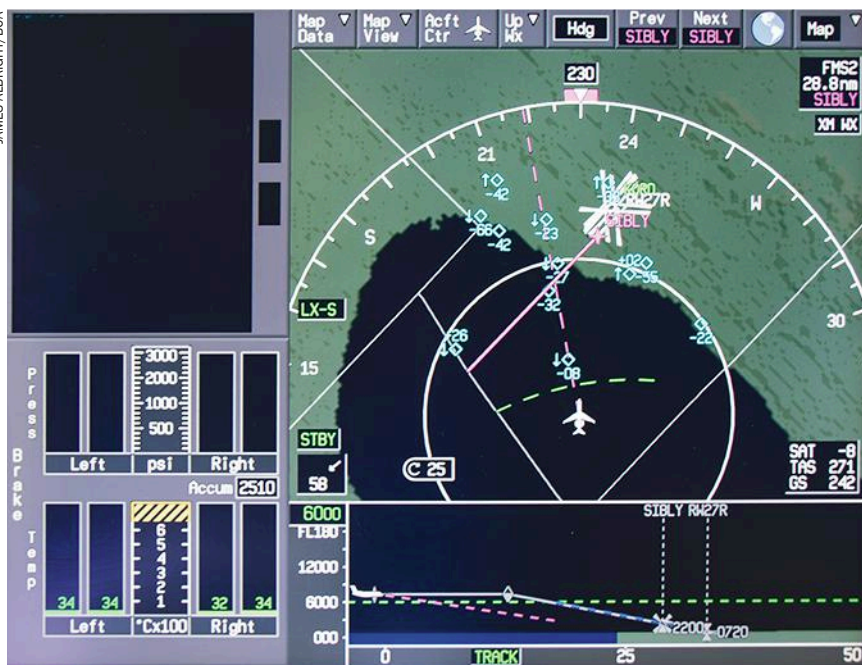 Map Data
Map View
Acft Ctr
Up Wx
Hdg
Prev SIBLY
Next SIBLY
Map
230
FMS2
28.8nm
SIBLY
XM WX
24
21
W
S
30
15
-42
-66
-42
-23
RW27R
SIBLY
+02
-55
-27
-32
-26
-22
-08
LX-S
STBY
58
25
SAT -8
TAS 271
GS 242
Brake
Press
3000
2000
1000
500
Left psi Right
Accum 2510
Temp
6
5
4
3
2
1
34 34 32 34
Left °Cx100 Right
6000
FL180
12000
6000
000
SIBLY RW27R
2200
0720
0 TRACK 25 50